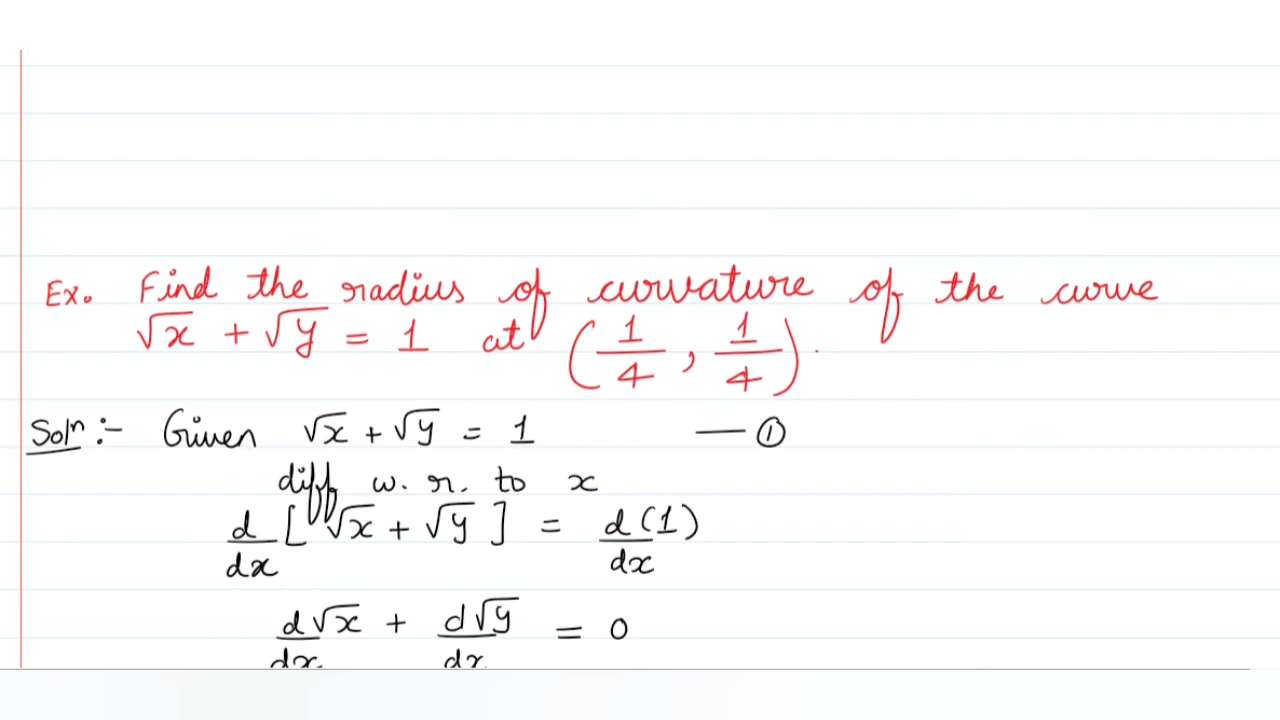 Ex. Find the radius of curvature of the curve
√x + √y = 1 at (1/4, 1/4).
Solⁿ :- Given √x + √y = 1 — ①
diff w. r. to x
d/dx [√x + √y] = d(1)/dx
d√x/dx + d√y/dx = 0